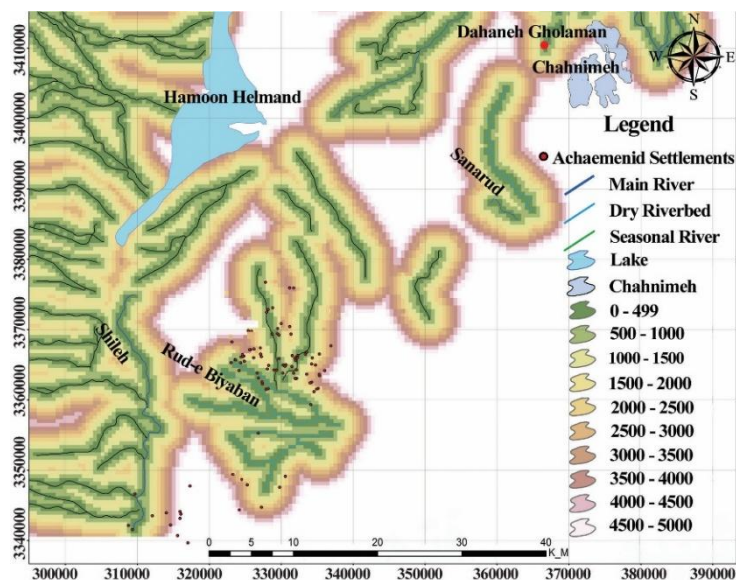 Dahaneh Gholaman
N
W E
S
Chahnimeh
Hamoon Helmand
Sanarud
Shileh
Rud-e Biyaban
Legend
Achaemenid Settlements
Main River
Dry Riverbed
Seasonal River
Lake
Chahnimeh
0 - 499
500 - 1000
1000 - 1500
1500 - 2000
2000 - 2500
2500 - 3000
3000 - 3500
3500 - 4000
4000 - 4500
4500 - 5000
3410000
3400000
3390000
3380000
3370000
3360000
3350000
3340000
0 5 10 20 30 40
K_M
300000 310000 320000 330000 340000 350000 360000 370000 380000 390000